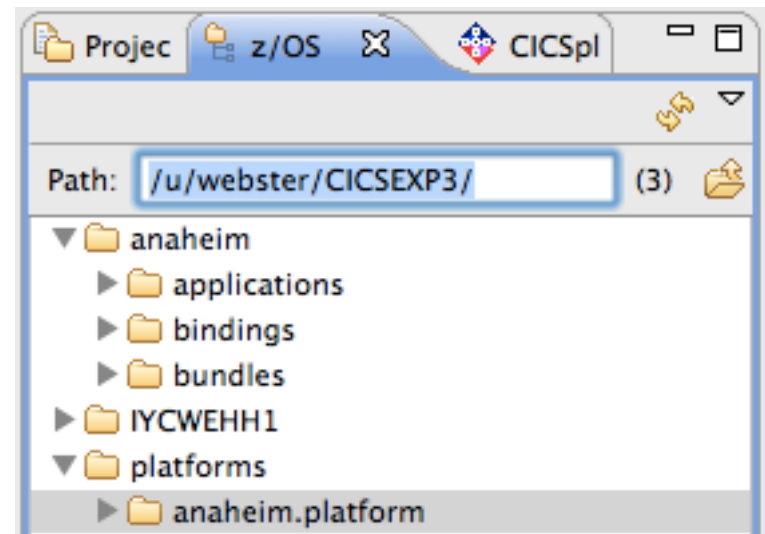 Projec z/OS CICSpl
Path: /u/webster/CICSEXP3/ (3)
anaheim
applications
bindings
bundles
IYCWEHH1
platforms
anaheim.platform